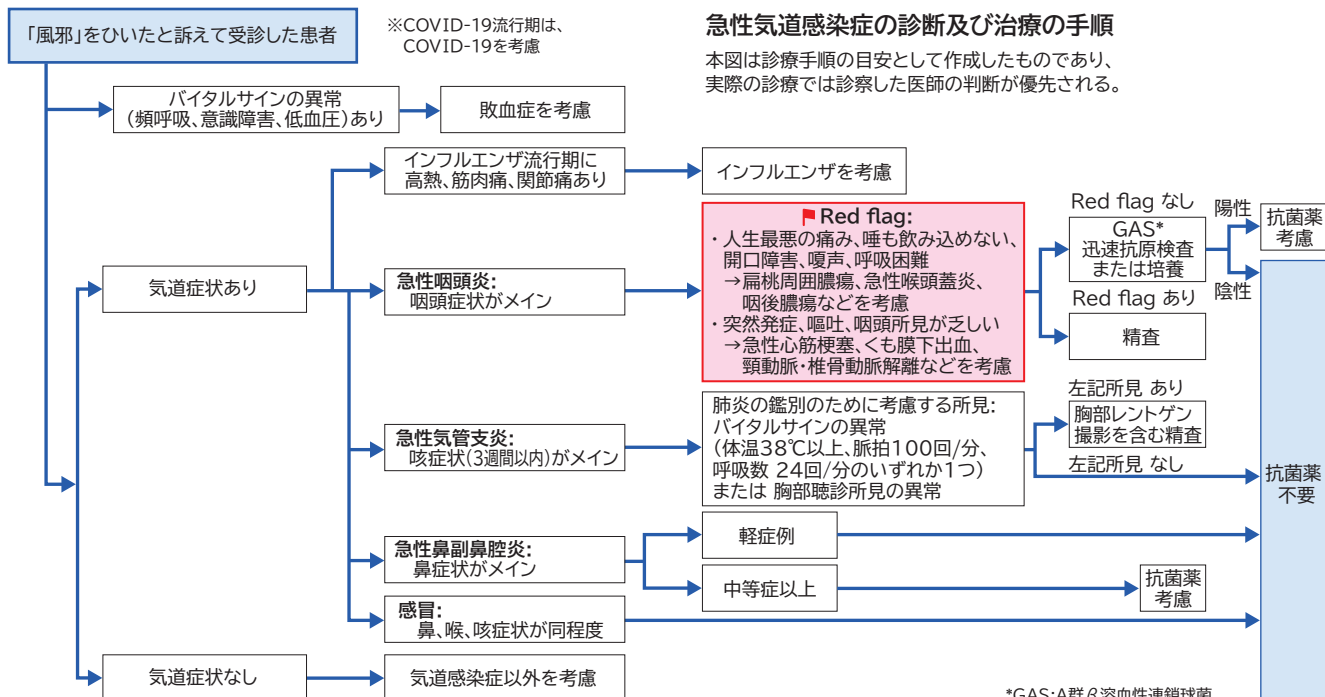 「風邪」をひいたと訴えて受診した患者
※COVID-19流行期は、
COVID-19を考慮
急性気道感染症の診断及び治療の手順
本図は診療手順の目安として作成したものであり、
実際の診療では診察した医師の判断が優先される。
バイタルサインの異常
(頻呼吸、意識障害、低血圧)あり
敗血症を考慮
気道症状あり
インフルエンザ流行期に
高熱、筋肉痛、関節痛あり
インフルエンザを考慮
急性咽頭炎:
咽頭症状がメイン
Red flag:
・人生最悪の痛み、唾も飲み込めない、
開口障害、嗄声、呼吸困難
→扁桃周囲膿瘍、急性喉頭蓋炎、
咽後膿瘍などを考慮
・突然発症、嘔吐、咽頭所見が乏しい
→急性心筋梗塞、くも膜下出血、
頸動脈・椎骨動脈解離などを考慮
Red flag なし
GAS*
迅速抗原検査
または培養
陽性
抗菌薬
考慮
陰性
Red flag あり
精査
急性気管支炎:
咳症状(3週間以内)がメイン
肺炎の鑑別のために考慮する所見:
バイタルサインの異常
(体温38℃以上、脈拍100回/分、
呼吸数 24回/分のいずれか1つ)
または 胸部聴診所見の異常
左記所見 あり
胸部レントゲン
撮影を含む精査
左記所見 なし
抗菌薬
不要
急性鼻副鼻腔炎:
鼻症状がメイン
軽症例
中等症以上
抗菌薬
考慮
感冒:
鼻、喉、咳症状が同程度
気道症状なし
気道感染症以外を考慮
*GAS:A群β溶血性連鎖球菌